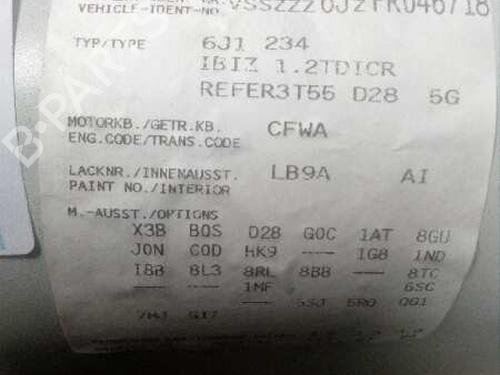 VEHICLE-IDENT-NO.
TYP/TYPE 6J1 234
IBIZ 1.2TDICR
REFER3T55 D28 5G
MOTORKB./GETR.KB. CFWA
ENG.CODE/TRANS.CODE
LACKNR./INNENAUSST. LB9A AI
PAINT NO./INTERIOR
M.-AUSST./OPTIONS
X3B B0S D28 G0C 1AT 8GU
J0N C0D HK9 --- 1G8 1ND
1BB 8L3 8RL 8B8 --- 8TC
--- --- 1MF --- --- 6SC
5SJ 5R0 QG1